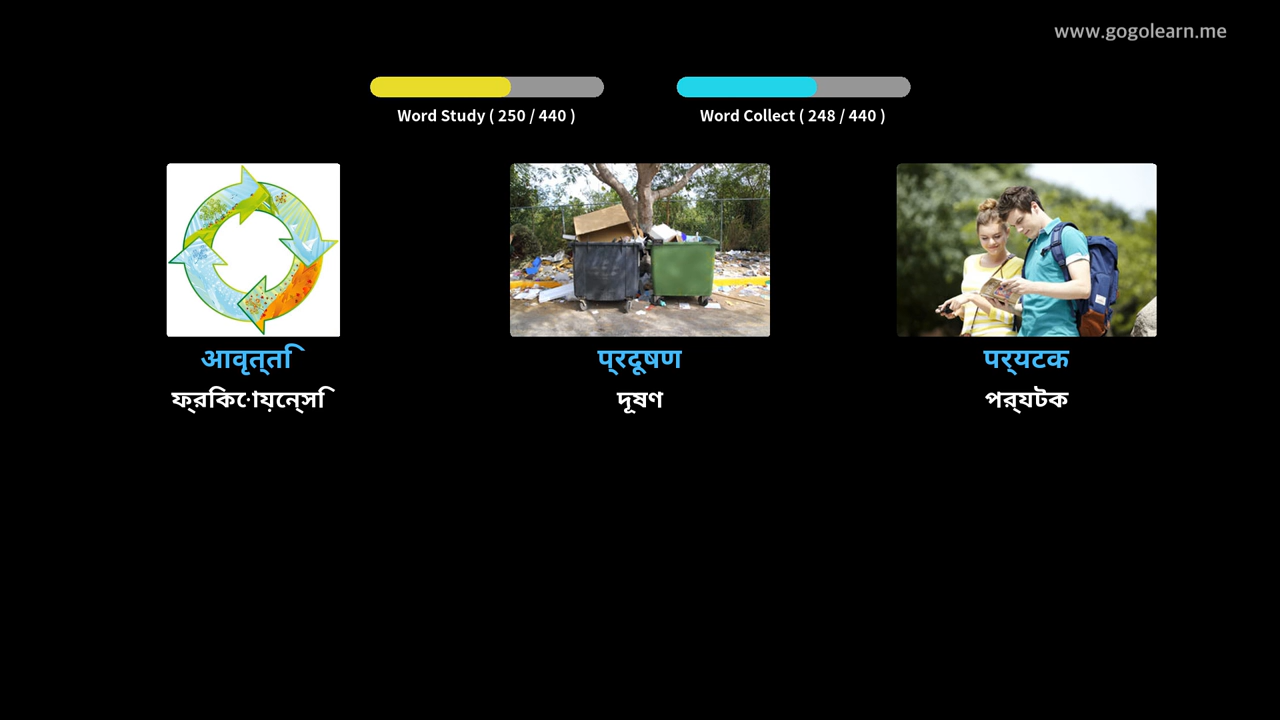 www.gogolearn.me
Word Study ( 250 / 440 )
Word Collect ( 248 / 440 )
आवृत्ति
प्रदूषण
पर्यटक
ফ্রিকোয়েন্সি
দূষণ
পর্যটক